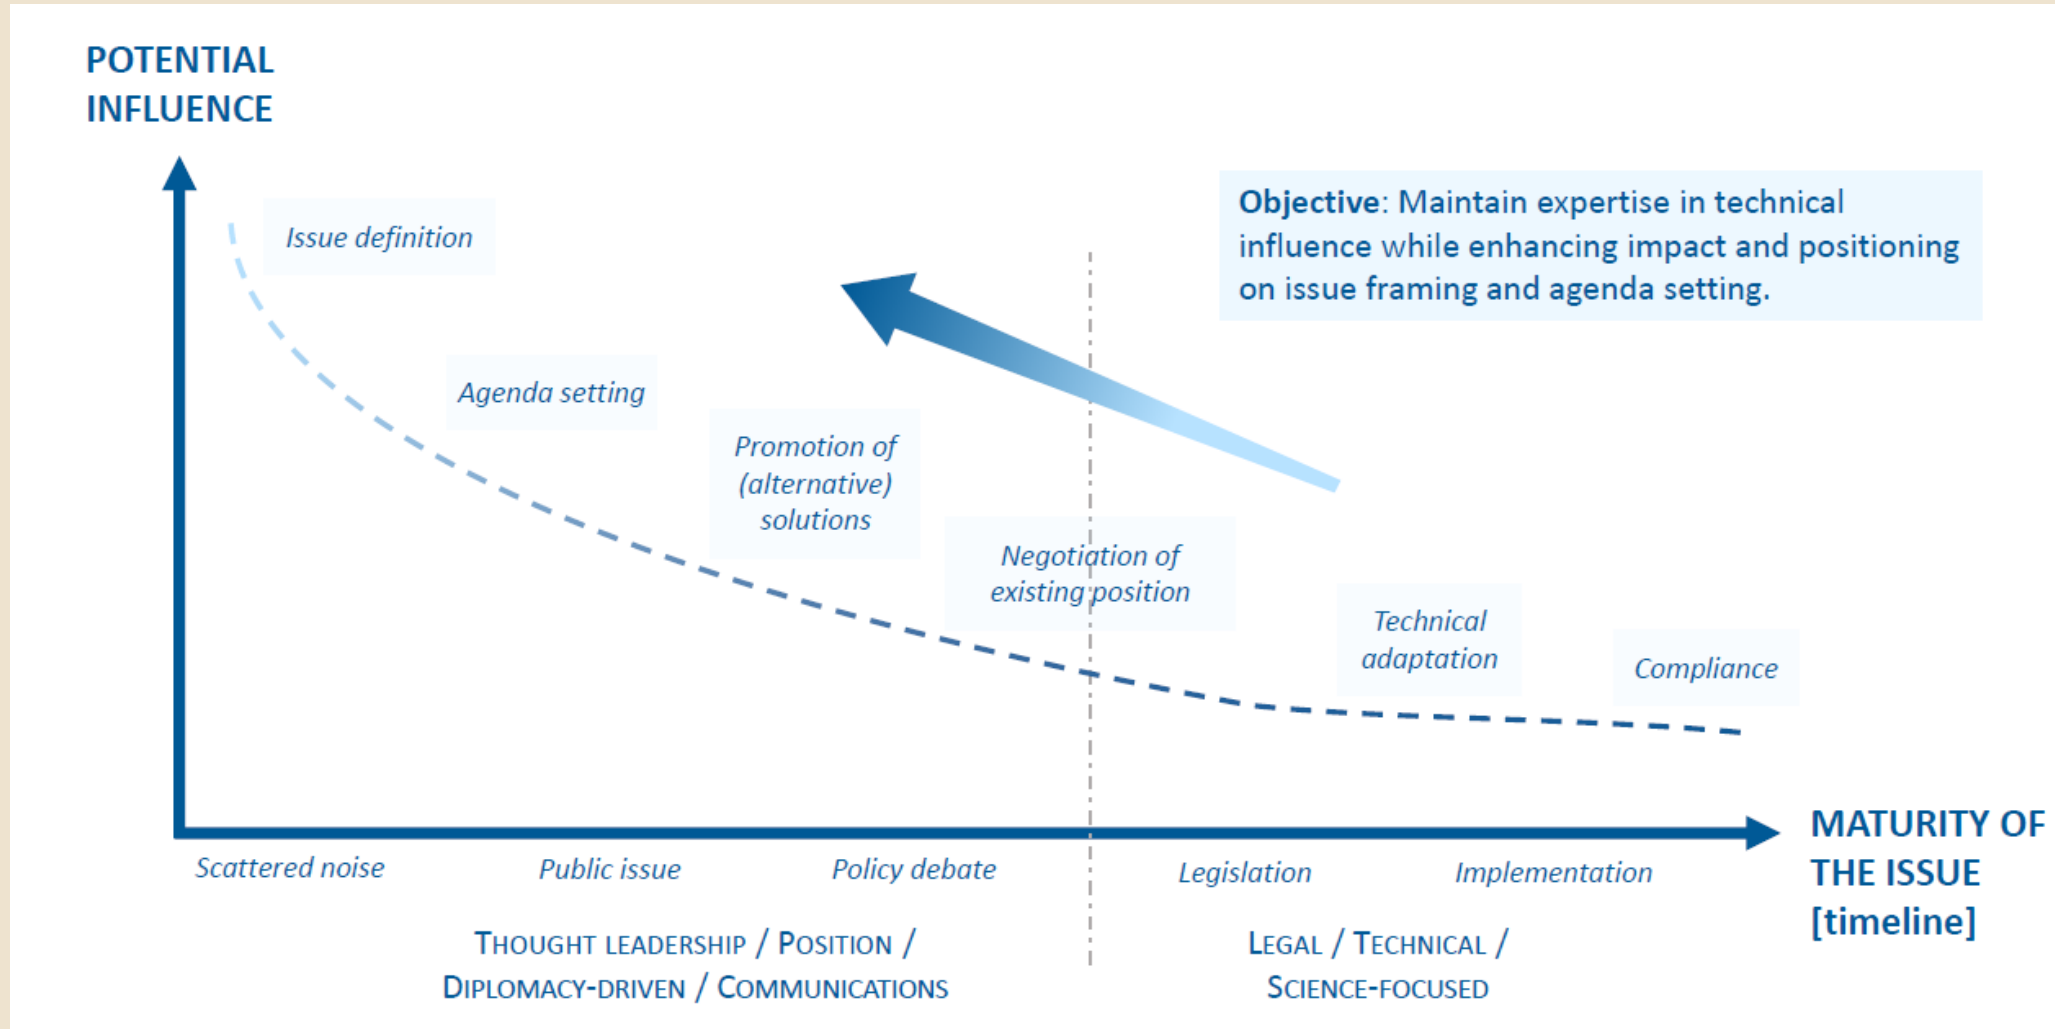 POTENTIAL
INFLUENCE
Issue definition
Objective: Maintain expertise in technical
influence while enhancing impact and positioning
on issue framing and agenda setting.
Agenda setting
Promotion of
(alternative)
solutions
Negotiation of
existing position
Technical
adaptation
Compliance
Scattered noise
Public issue
Policy debate
Legislation
Implementation
MATURITY OF
THE ISSUE
[timeline]
THOUGHT LEADERSHIP / POSITION /
DIPLOMACY-DRIVEN / COMMUNICATIONS
LEGAL / TECHNICAL /
SCIENCE-FOCUSED